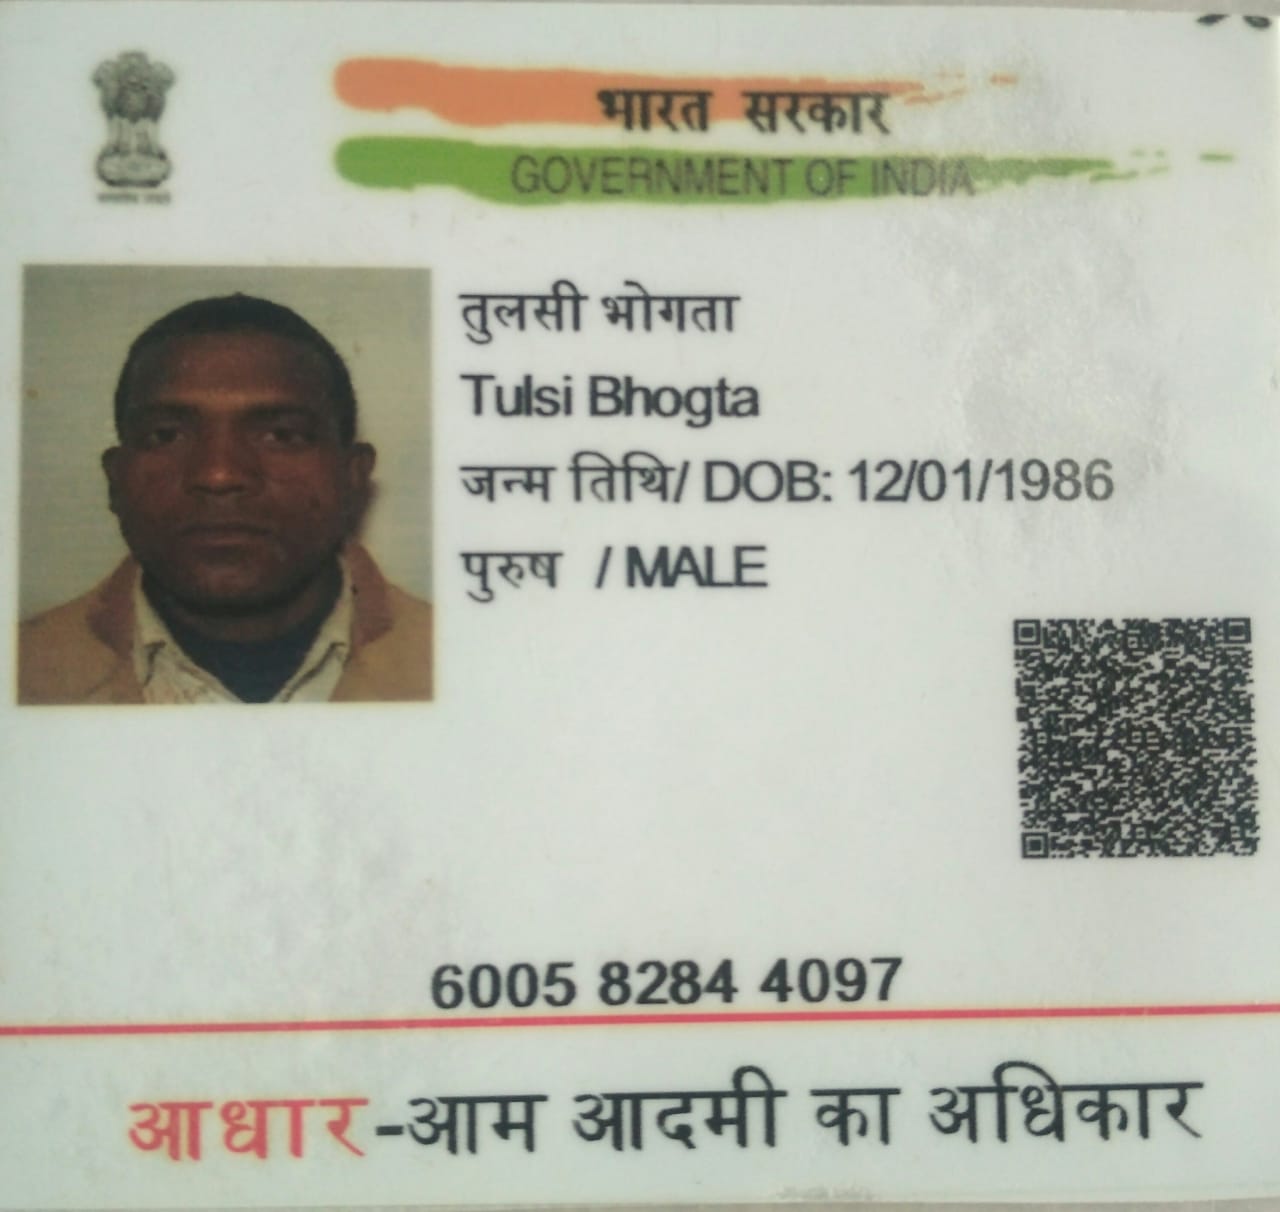 भारत सरकार
GOVERNMENT OF INDIA
तुलसी भोगता
Tulsi Bhogta
जन्म तिथि/ DOB: 12/01/1986
पुरुष / MALE
6005 8284 4097
आधार-आम आदमी का अधिकार